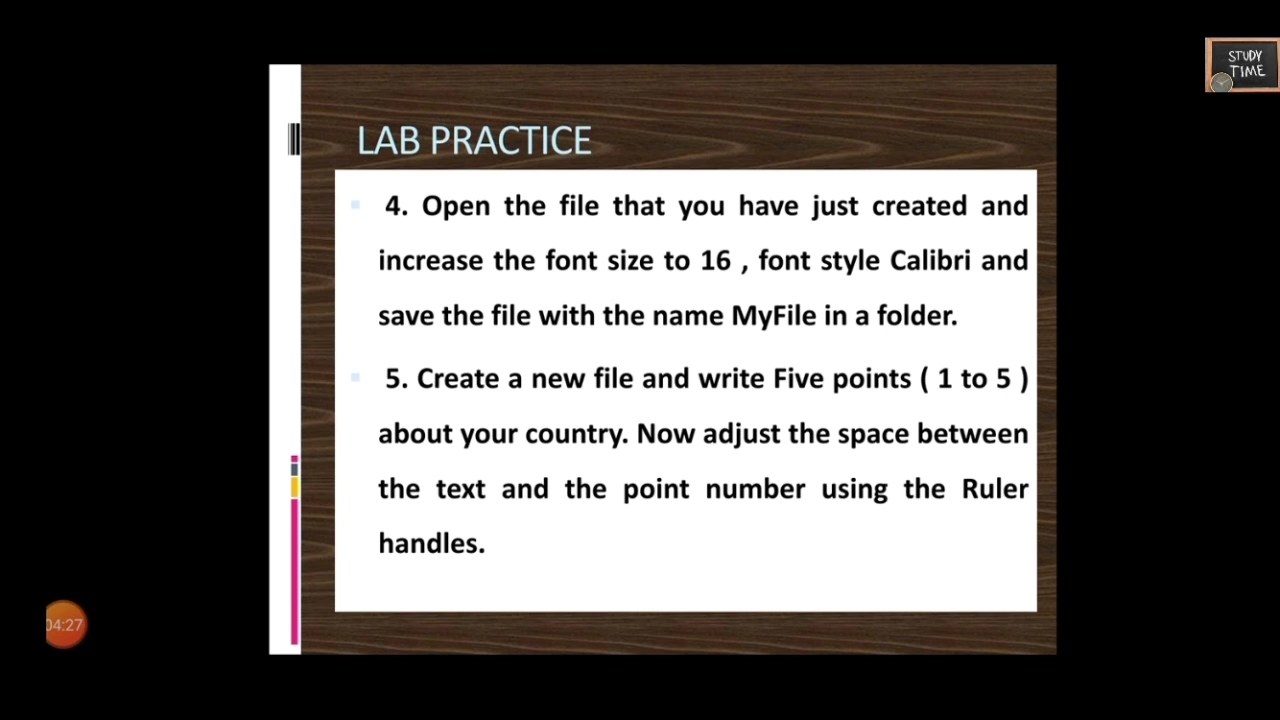 STUDY
TIME
LAB PRACTICE
4. Open the file that you have just created and
increase the font size to 16 , font style Calibri and
save the file with the name MyFile in a folder.
5. Create a new file and write Five points ( 1 to 5 )
about your country. Now adjust the space between
the text and the point number using the Ruler
handles.
04:27